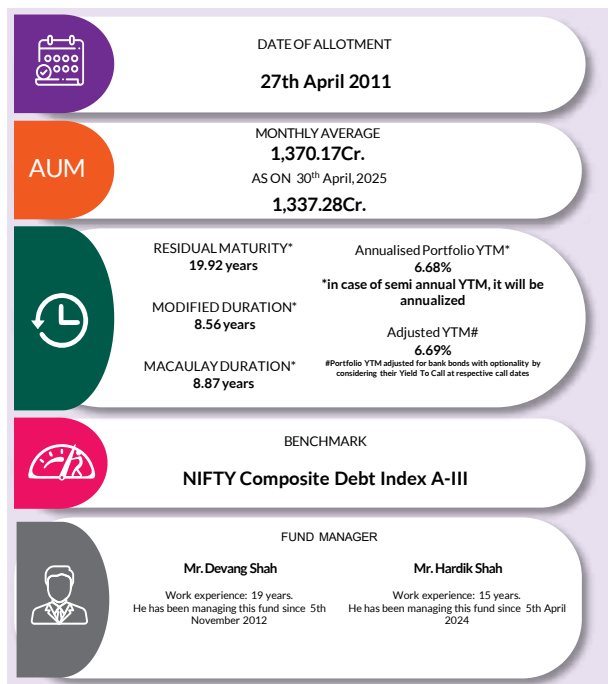 DATE OF ALLOTMENT
27th April 2011
AUM
MONTHLY AVERAGE
1,370.17Cr.
AS ON 30th April, 2025
1,337.28Cr.
RESIDUAL MATURITY*
19.92 years
MODIFIED DURATION*
8.56 years
MACAULAY DURATION*
8.87 years
Annualised Portfolio YTM*
6.68%
*in case of semi annual YTM, it will be
annualized
Adjusted YTM#
6.69%
#Portfolio YTM adjusted for bank bonds with optionality by
considering their Yield To Call at respective call dates
BENCHMARK
NIFTY Composite Debt Index A-III
FUND MANAGER
Mr. Devang Shah
Work experience: 19 years.
He has been managing this fund since 5th
November 2012
Mr. Hardik Shah
Work experience: 15 years.
He has been managing this fund since 5th April
2024